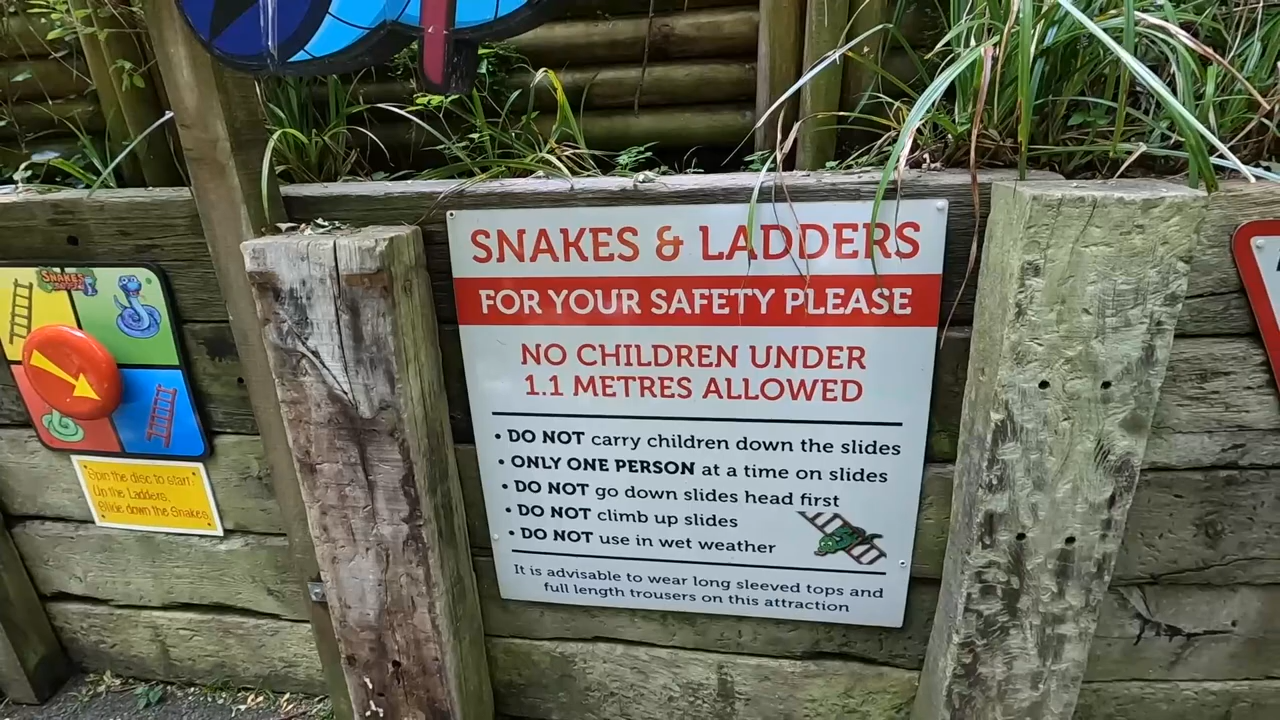 SNAKES
Spin the disc to start.
Up the Ladders,
Slide down the Snakes.
SNAKES & LADDERS
FOR YOUR SAFETY PLEASE
NO CHILDREN UNDER
1.1 METRES ALLOWED
• DO NOT carry children down the slides
• ONLY ONE PERSON at a time on slides
• DO NOT go down slides head first
• DO NOT climb up slides
• DO NOT use in wet weather
It is advisable to wear long sleeved tops and
full length trousers on this attraction